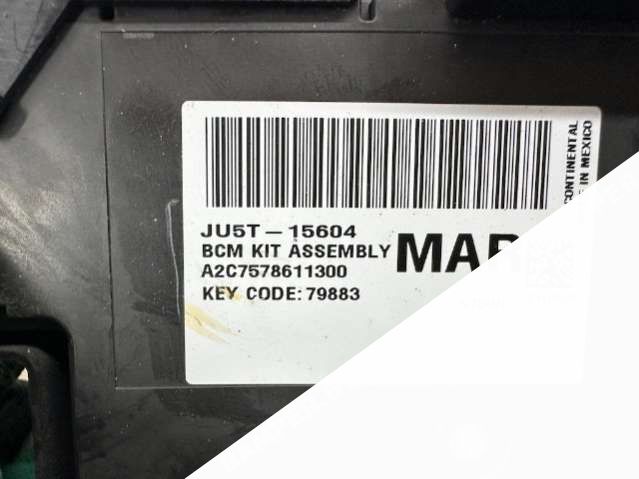 JU5T-15604
BCM KIT ASSEMBLY
A2C7578611300
KEY CODE: 79883
CONTINENTAL
IN MEXICO